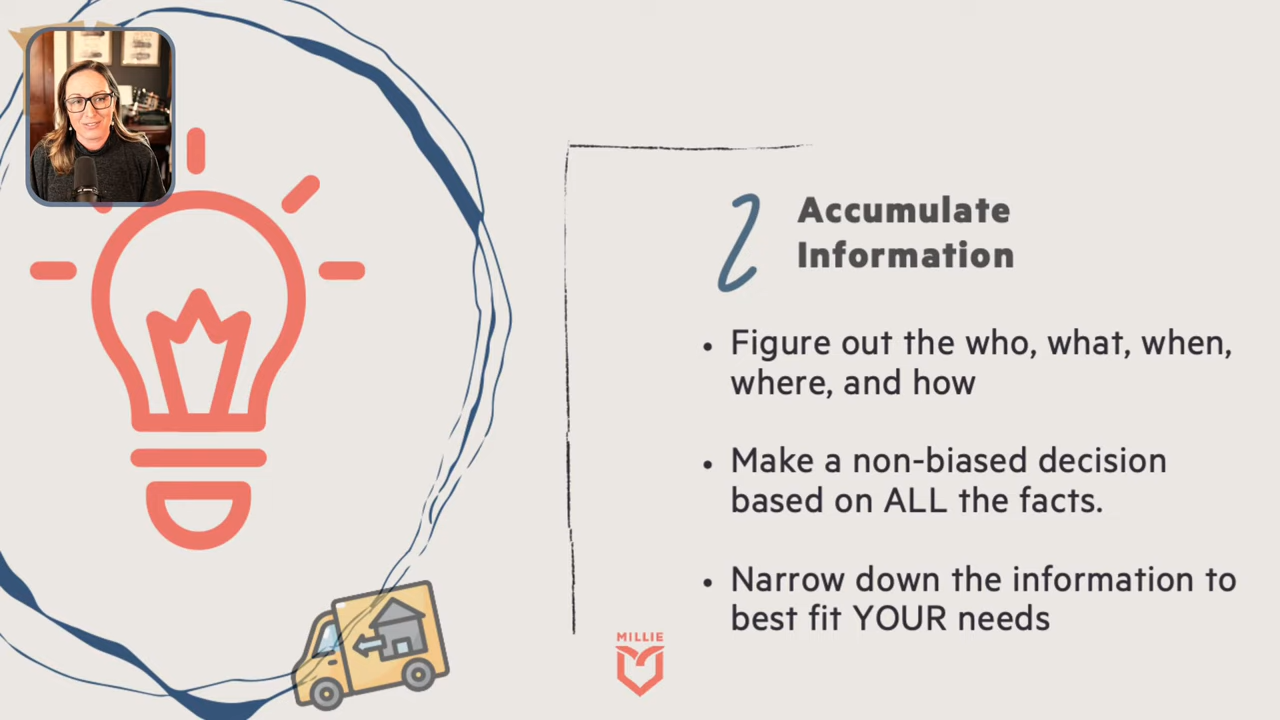 2
Accumulate
Information
• Figure out the who, what, when,
where, and how
• Make a non-biased decision
based on ALL the facts.
• Narrow down the information to
best fit YOUR needs
MILLIE